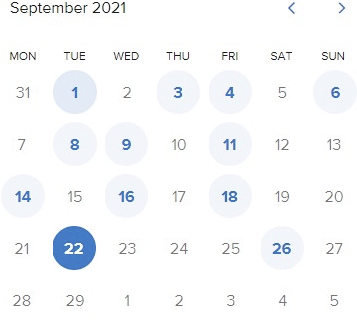 September 2021
MON TUE WED THU FRI SAT SUN
31 1 2 3 4 5 6
7 8 9 10 11 12 13
14 15 16 17 18 19 20
21 22 23 24 25 26 27
28 29 1 2 3 4 5